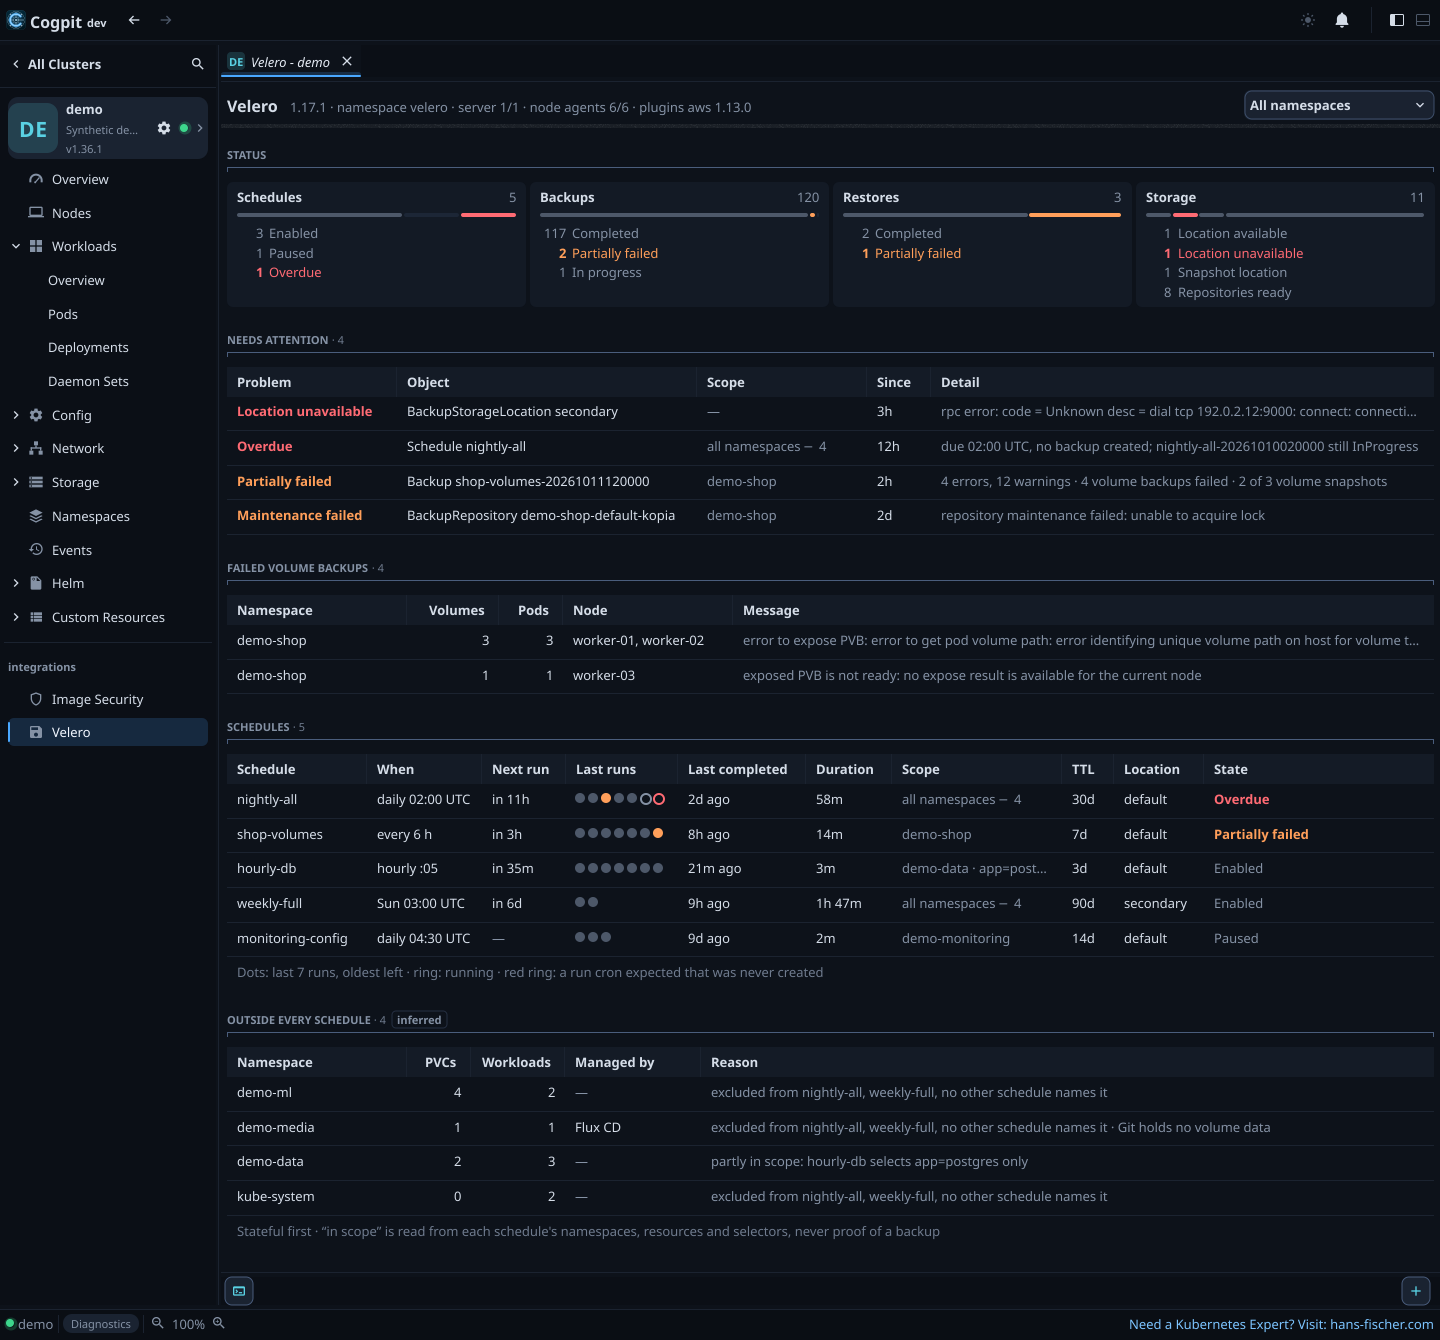 Cogpit dev
All Clusters
DE Velero - demo
DE
demo
Synthetic de...
v1.36.1
Overview
Nodes
Workloads
Overview
Pods
Deployments
Daemon Sets
Config
Network
Storage
Namespaces
Events
Helm
Custom Resources
integrations
Image Security
Velero
Velero 1.17.1 · namespace velero · server 1/1 · node agents 6/6 · plugins aws 1.13.0
All namespaces
STATUS
Schedules 5
3 Enabled
1 Paused
1 Overdue
Backups 120
117 Completed
2 Partially failed
1 In progress
Restores 3
2 Completed
1 Partially failed
Storage 11
1 Location available
1 Location unavailable
1 Snapshot location
8 Repositories ready
NEEDS ATTENTION · 4
Problem Object Scope Since Detail
Location unavailable BackupStorageLocation secondary — 3h rpc error: code = Unknown desc = dial tcp 192.0.2.12:9000: connect: connecti...
Overdue Schedule nightly-all all namespaces − 4 12h due 02:00 UTC, no backup created; nightly-all-20261010020000 still InProgress
Partially failed Backup shop-volumes-20261011120000 demo-shop 2h 4 errors, 12 warnings · 4 volume backups failed · 2 of 3 volume snapshots
Maintenance failed BackupRepository demo-shop-default-kopia demo-shop 2d repository maintenance failed: unable to acquire lock
FAILED VOLUME BACKUPS · 4
Namespace Volumes Pods Node Message
demo-shop 3 3 worker-01, worker-02 error to expose PVB: error to get pod volume path: error identifying unique volume path on host for volume t...
demo-shop 1 1 worker-03 exposed PVB is not ready: no expose result is available for the current node
SCHEDULES · 5
Schedule When Next run Last runs Last completed Duration Scope TTL Location State
nightly-all daily 02:00 UTC in 11h 2d ago 58m all namespaces − 4 30d default Overdue
shop-volumes every 6 h in 3h 8h ago 14m demo-shop 7d default Partially failed
hourly-db hourly :05 in 35m 21m ago 3m demo-data · app=post... 3d default Enabled
weekly-full Sun 03:00 UTC in 6d 9h ago 1h 47m all namespaces − 4 90d secondary Enabled
monitoring-config daily 04:30 UTC — 9d ago 2m demo-monitoring 14d default Paused
Dots: last 7 runs, oldest left · ring: running · red ring: a run cron expected that was never created
OUTSIDE EVERY SCHEDULE · 4 inferred
Namespace PVCs Workloads Managed by Reason
demo-ml 4 2 — excluded from nightly-all, weekly-full, no other schedule names it
demo-media 1 1 Flux CD excluded from nightly-all, weekly-full, no other schedule names it · Git holds no volume data
demo-data 2 3 — partly in scope: hourly-db selects app=postgres only
kube-system 0 2 — excluded from nightly-all, weekly-full, no other schedule names it
Stateful first · “in scope” is read from each schedule's namespaces, resources and selectors, never proof of a backup
demo Diagnostics 100% Need a Kubernetes Expert? Visit: hans-fischer.com